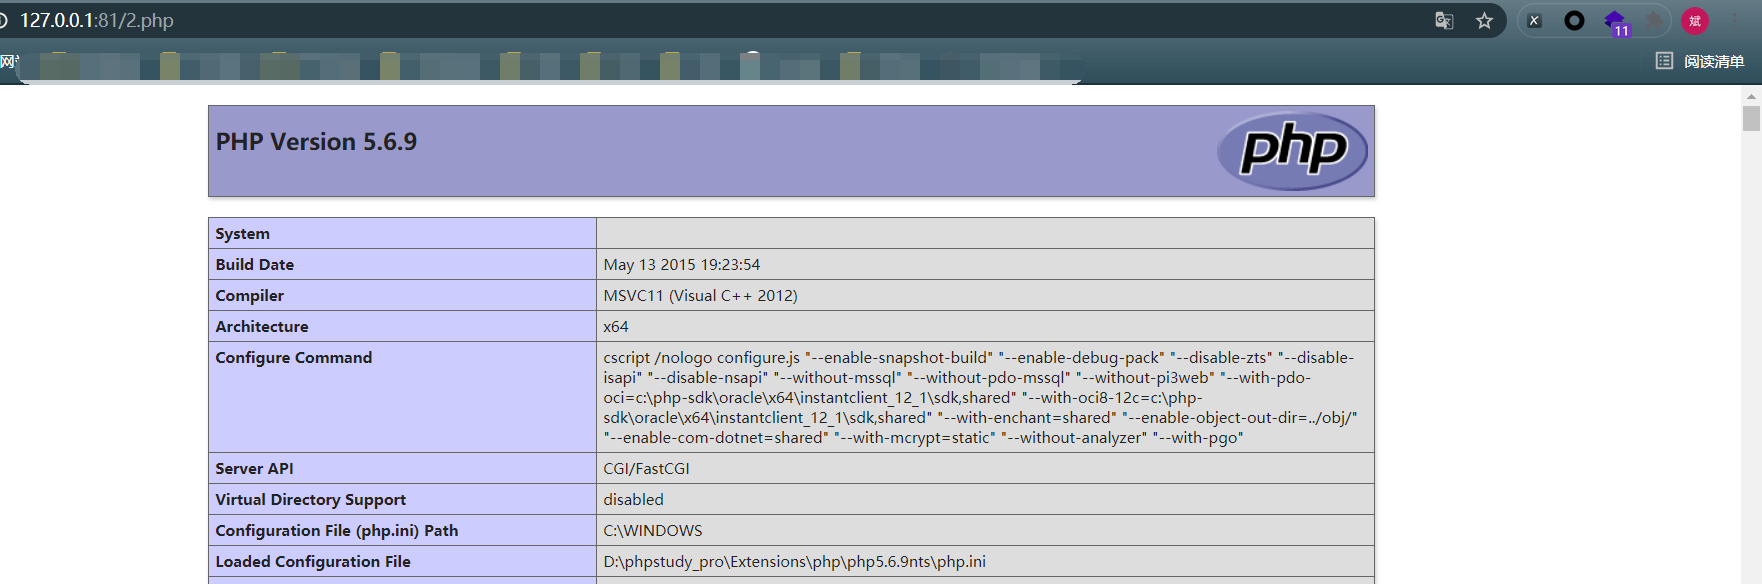 127.0.0.1:81/2.php
11
斌
阅读清单
PHP Version 5.6.9
php
System
Build Date May 13 2015 19:23:54
Compiler MSVC11 (Visual C++ 2012)
Architecture x64
Configure Command cscript /nologo configure.js "--enable-snapshot-build" "--enable-debug-pack" "--disable-zts" "--disable-
isapi" "--disable-nsapi" "--without-mssql" "--without-pdo-mssql" "--without-pi3web" "--with-pdo-
oci=c:\php-sdk\oracle\x64\instantclient_12_1\sdk,shared" "--with-oci8-12c=c:\php-
sdk\oracle\x64\instantclient_12_1\sdk,shared" "--with-enchant=shared" "--enable-object-out-dir=../obj/"
"--enable-com-dotnet=shared" "--with-mcrypt=static" "--without-analyzer" "--with-pgo"
Server API CGI/FastCGI
Virtual Directory Support disabled
Configuration File (php.ini) Path C:\WINDOWS
Loaded Configuration File D:\phpstudy_pro\Extensions\php\php5.6.9nts\php.ini